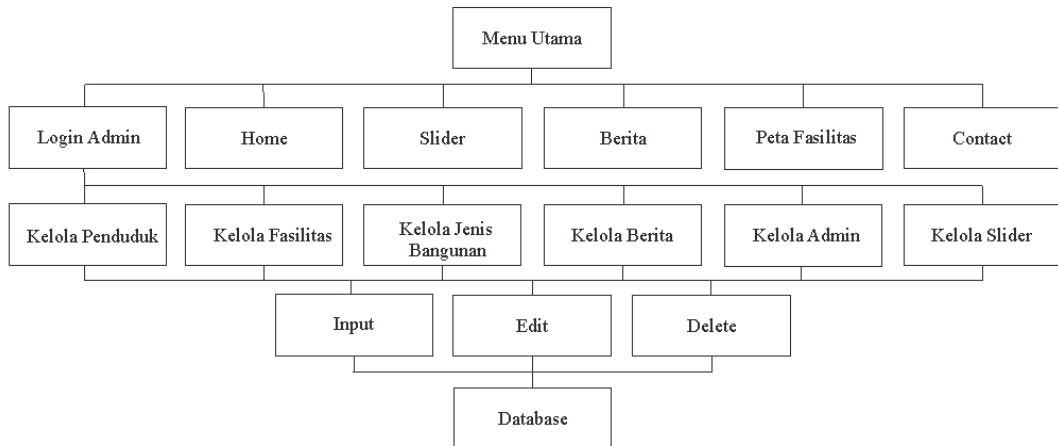 Menu Utama
Login Admin
Home
Slider
Berita
Peta Fasilitas
Contact
Kelola Penduduk
Kelola Fasilitas
Kelola Jenis
Bangunan
Kelola Berita
Kelola Admin
Kelola Slider
Input
Edit
Delete
Database